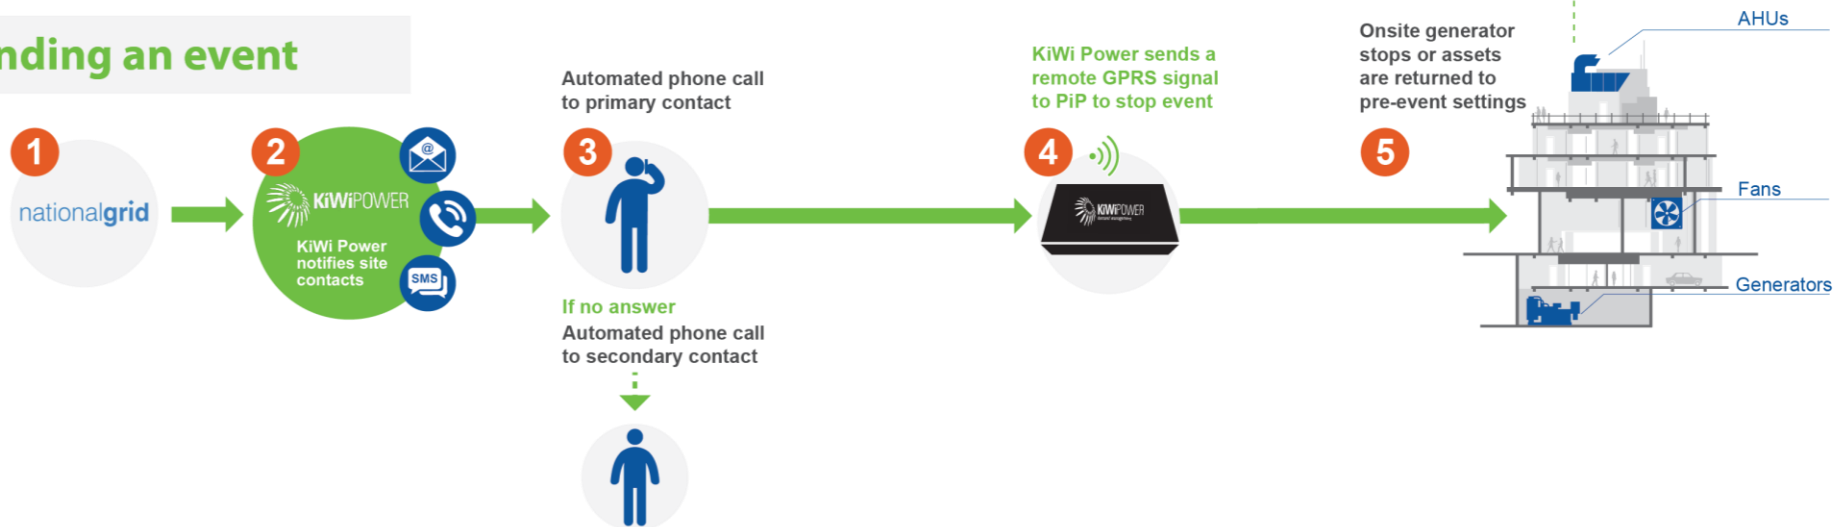 nding an event
1
nationalgrid
2
@
KiWiPOWER
KiWi Power
notifies site
contacts
SMS
Automated phone call
to primary contact
3
If no answer
Automated phone call
to secondary contact
KiWi Power sends a
remote GPRS signal
to PiP to stop event
4
KiWiPOWER
Onsite generator
stops or assets
are returned to
pre-event settings
5
AHUs
Fans
Generators